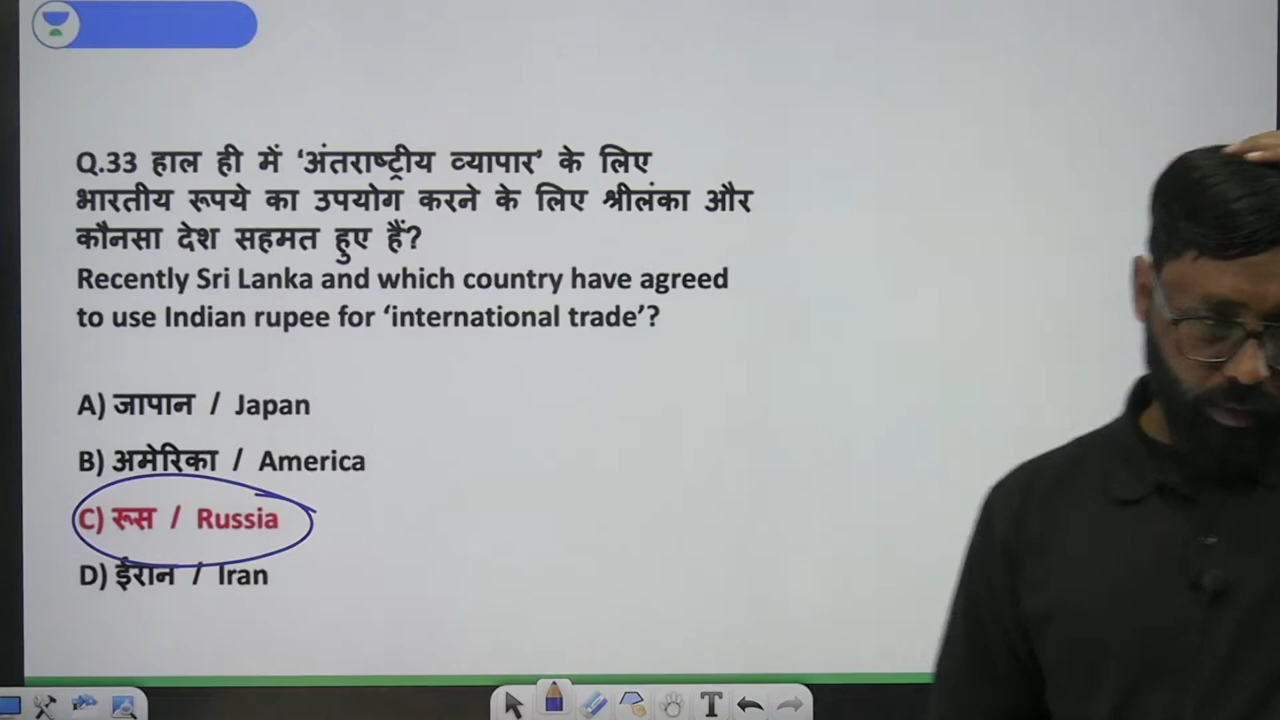 Q.33 हाल ही में ‘अंतराष्ट्रीय व्यापार’ के लिए
भारतीय रूपये का उपयोग करने के लिए श्रीलंका और
कौनसा देश सहमत हुए हैं?
Recently Sri Lanka and which country have agreed
to use Indian rupee for ‘international trade’?
A) जापान / Japan
B) अमेरिका / America
C) रूस / Russia
D) ईरान / Iran
T